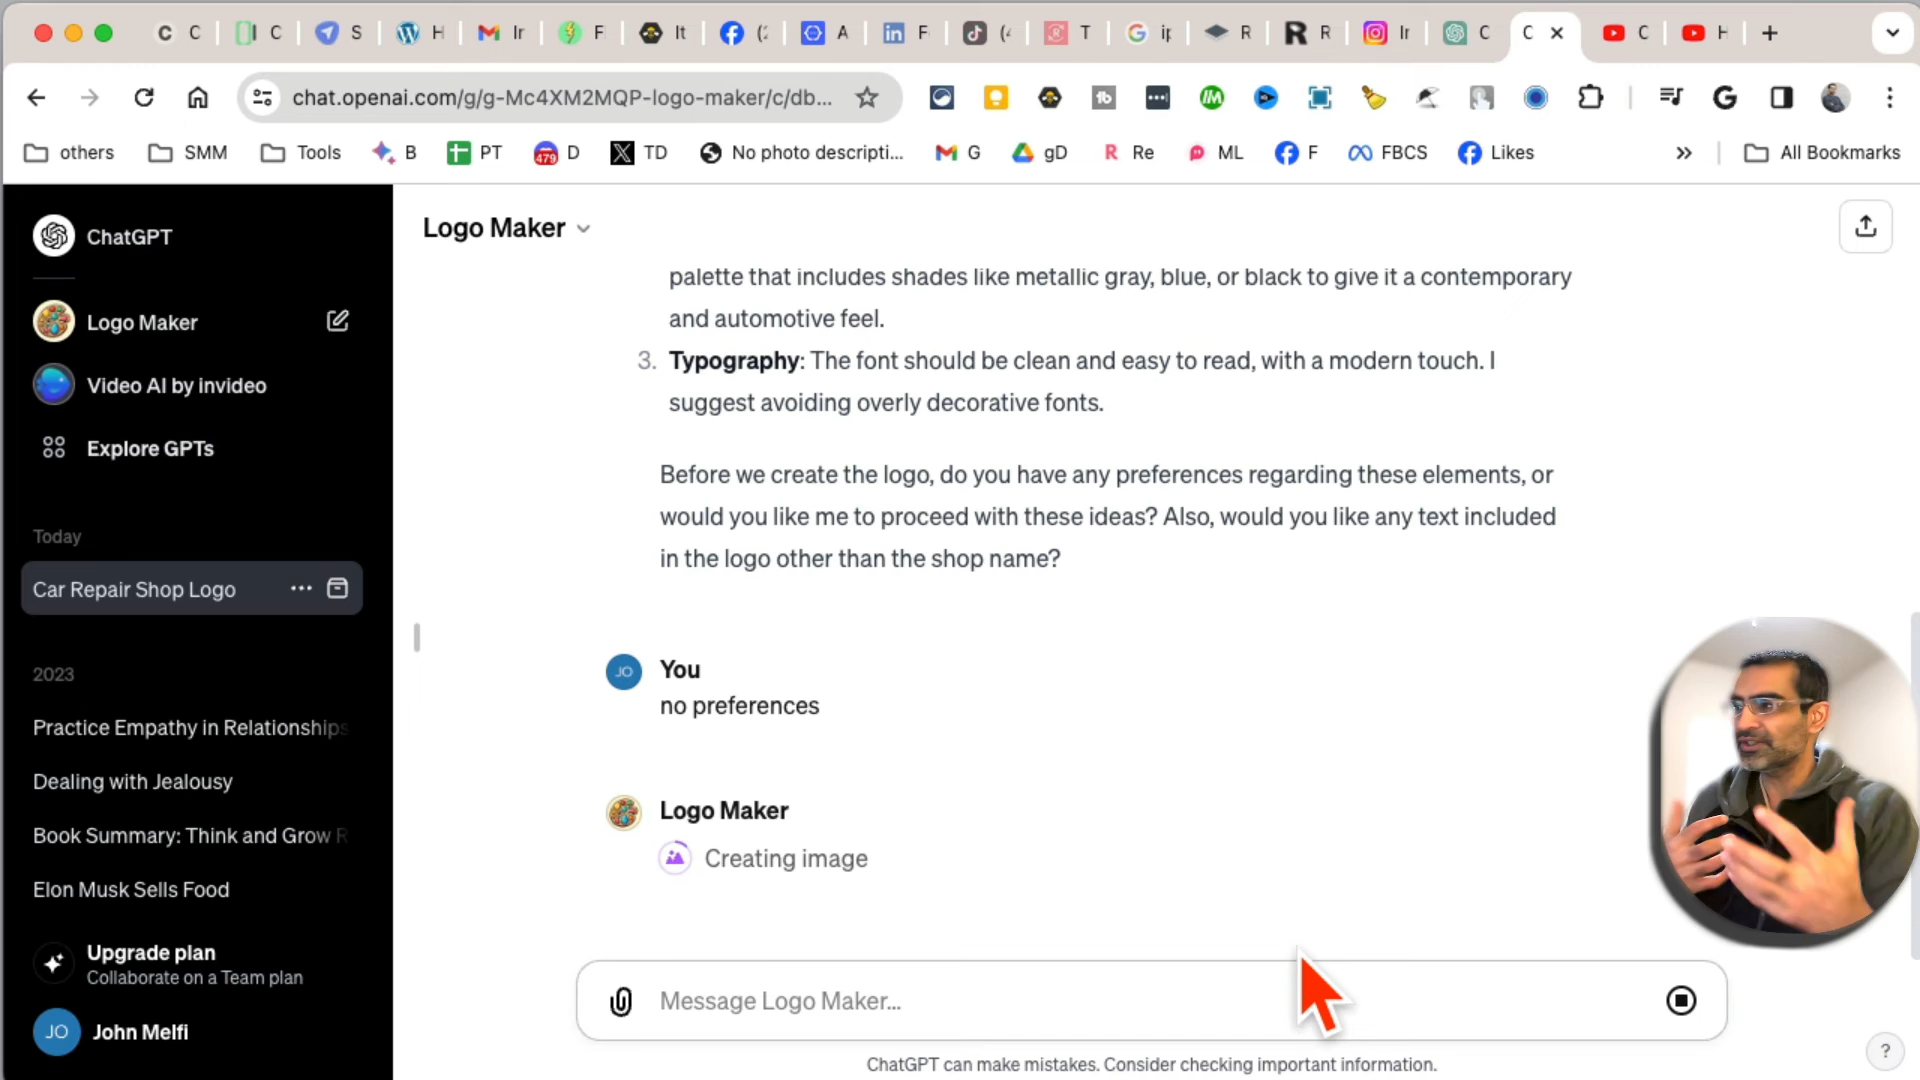 C
C
S
H
Ir
F
It
(2
A
F
(4
T
ip
R
R
Ir
C
C
C
H
chat.openai.com/g/g-Mc4XM2MQP-logo-maker/c/db...
others
SMM
Tools
B
PT
479
D
TD
No photo descripti...
G
gD
R
Re
ML
F
FBCS
Likes
»
All Bookmarks
ChatGPT
Logo Maker
Video AI by invideo
Explore GPTs
Today
Car Repair Shop Logo
2023
Practice Empathy in Relationships
Dealing with Jealousy
Book Summary: Think and Grow R
Elon Musk Sells Food
Upgrade plan
Collaborate on a Team plan
JO
John Melfi
Logo Maker
palette that includes shades like metallic gray, blue, or black to give it a contemporary
and automotive feel.
3. Typography: The font should be clean and easy to read, with a modern touch. I
suggest avoiding overly decorative fonts.
Before we create the logo, do you have any preferences regarding these elements, or
would you like me to proceed with these ideas? Also, would you like any text included
in the logo other than the shop name?
JO
You
no preferences
Logo Maker
Creating image
Message Logo Maker...
ChatGPT can make mistakes. Consider checking important information.
?